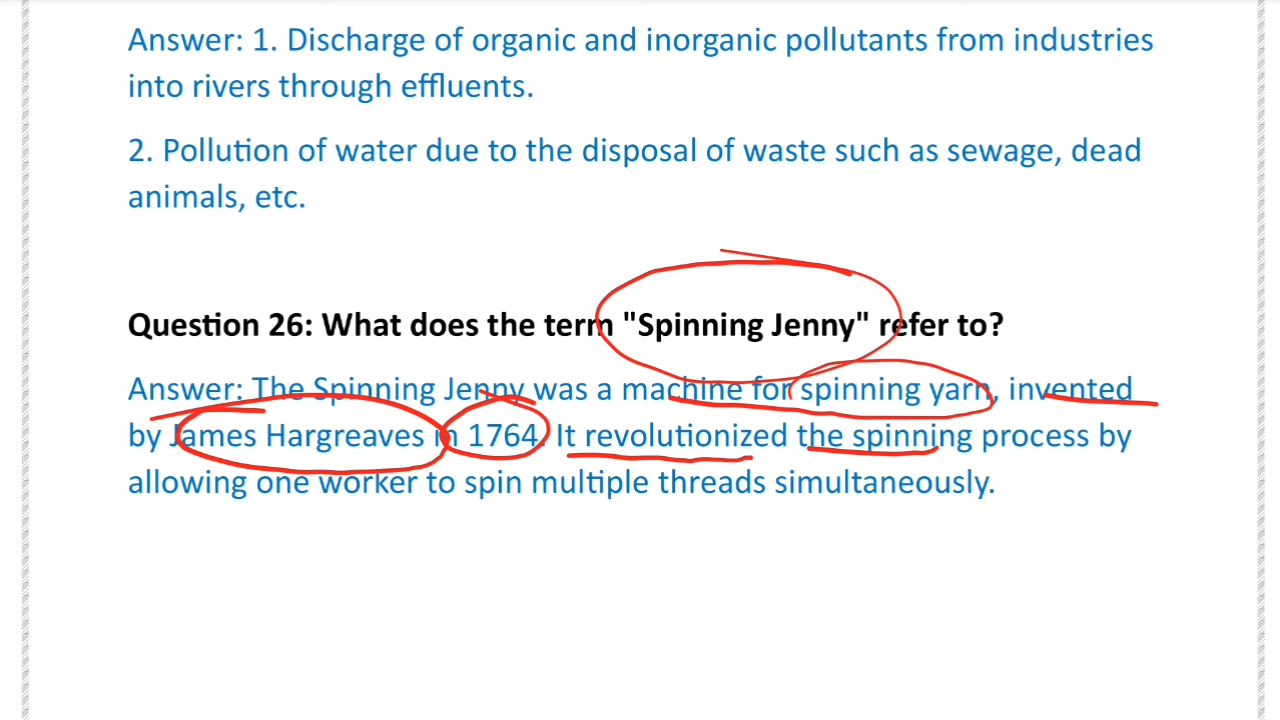 Answer: 1. Discharge of organic and inorganic pollutants from industries
into rivers through effluents.
2. Pollution of water due to the disposal of waste such as sewage, dead
animals, etc.
Question 26: What does the term "Spinning Jenny" refer to?
Answer: The Spinning Jenny was a machine for spinning yarn, invented
by James Hargreaves in 1764. It revolutionized the spinning process by
allowing one worker to spin multiple threads simultaneously.